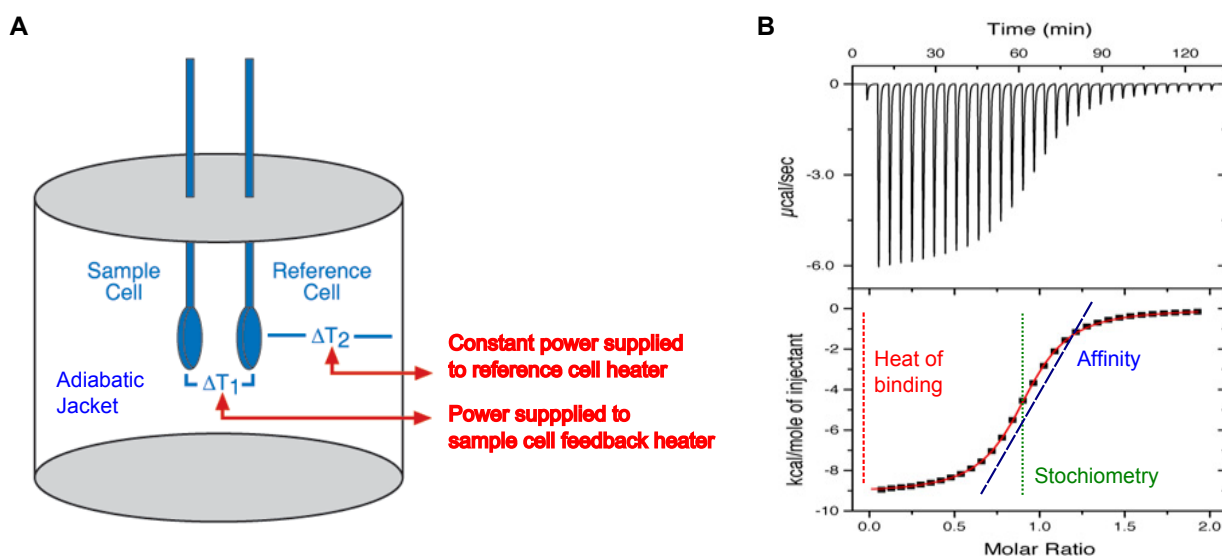 A
Sample
Cell
Reference
Cell
ΔT2
ΔT1
Adiabatic
Jacket
Constant power supplied
to reference cell heater
Power suppplied to
sample cell feedback heater
B
Time (min)
0 30 60 90 120
0
-3.0
-6.0
µcal/sec
0
-2
-4
-6
-8
-10
kcal/mole of injectant
Heat of
binding
Affinity
Stochiometry
0.0 0.5 1.0 1.5 2.0
Molar Ratio